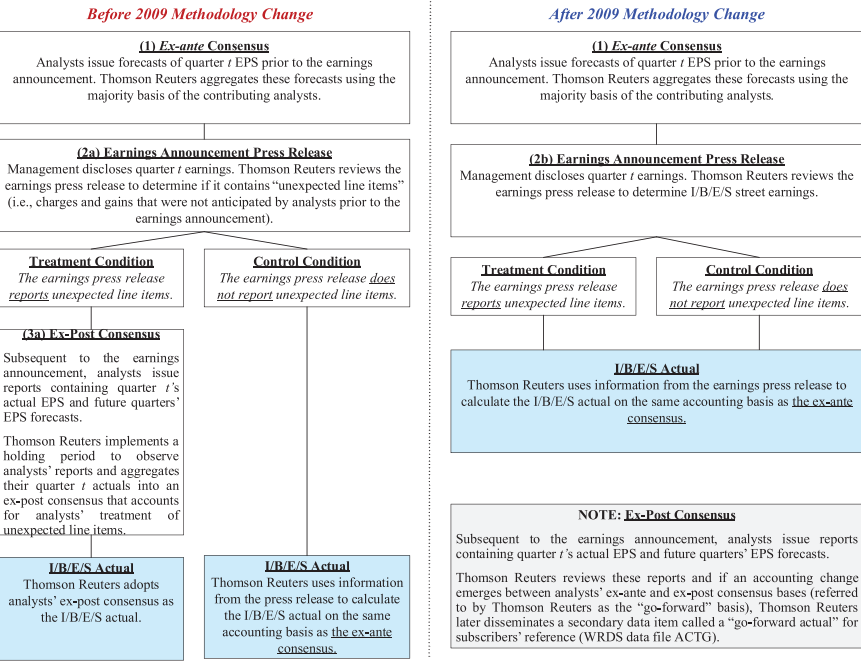 Before 2009 Methodology Change
(1) Ex-ante Consensus
Analysts issue forecasts of quarter t EPS prior to the earnings
announcement. Thomson Reuters aggregates these forecasts using the
majority basis of the contributing analysts.
(2a) Earnings Announcement Press Release
Management discloses quarter t earnings. Thomson Reuters reviews the
earnings press release to determine if it contains “unexpected line items”
(i.e., charges and gains that were not anticipated by analysts prior to the
earnings announcement).
Treatment Condition
The earnings press release
reports unexpected line items.
Control Condition
The earnings press release does
not report unexpected line items.
(3a) Ex-Post Consensus
Subsequent to the earnings
announcement, analysts issue
reports containing quarter t’s
actual EPS and future quarters’
EPS forecasts.
Thomson Reuters implements a
holding period to observe
analysts’ reports and aggregates
their quarter t actuals into an
ex-post consensus that accounts
for analysts’ treatment of
unexpected line items.
I/B/E/S Actual
Thomson Reuters adopts
analysts’ ex-post consensus as
the I/B/E/S actual.
I/B/E/S Actual
Thomson Reuters uses information
from the press release to calculate
the I/B/E/S actual on the same
accounting basis as the ex-ante
consensus.
After 2009 Methodology Change
(1) Ex-ante Consensus
Analysts issue forecasts of quarter t EPS prior to the earnings
announcement. Thomson Reuters aggregates these forecasts using the
majority basis of the contributing analysts.
(2b) Earnings Announcement Press Release
Management discloses quarter t earnings. Thomson Reuters reviews the
earnings press release to determine I/B/E/S street earnings.
Treatment Condition
The earnings press release
reports unexpected line items.
Control Condition
The earnings press release does
not report unexpected line items.
I/B/E/S Actual
Thomson Reuters uses information from the earnings press release to
calculate the I/B/E/S actual on the same accounting basis as the ex-ante
consensus.
NOTE: Ex-Post Consensus
Subsequent to the earnings announcement, analysts issue reports
containing quarter t’s actual EPS and future quarters’ EPS forecasts.
Thomson Reuters reviews these reports and if an accounting change
emerges between analysts’ ex-ante and ex-post consensus bases (referred
to by Thomson Reuters as the “go-forward” basis), Thomson Reuters
later disseminates a secondary data item called a “go-forward actual” for
subscribers’ reference (WRDS data file ACTG).